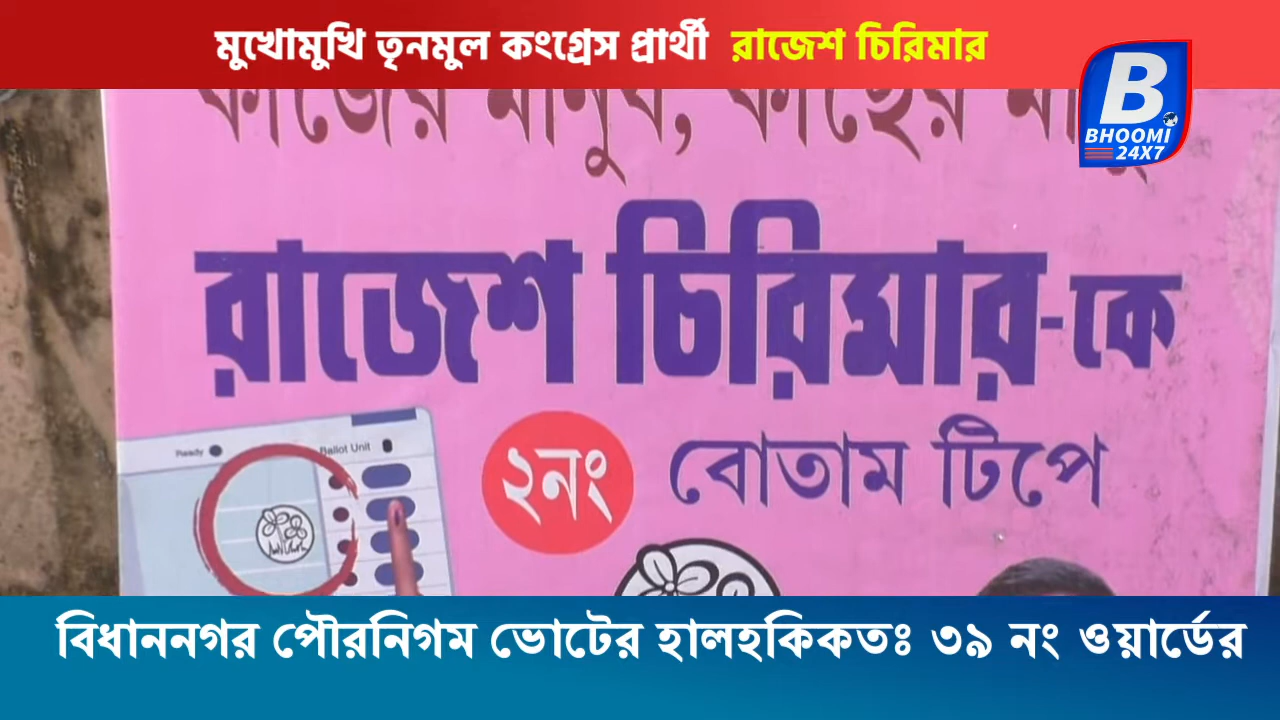 মুখোমুখি তৃনমুল কংগ্রেস প্রার্থী রাজেশ চিরিমার
B
BHOOMI
24X7
কাজের মানুষ, কাছের
রাজেশ চিরিমার-কে
Ready Ballot Unit
২নং বোতাম টিপে
বিধাননগর পৌরনিগম ভোটের হালহকিকতঃ ৩৯ নং ওয়ার্ডের